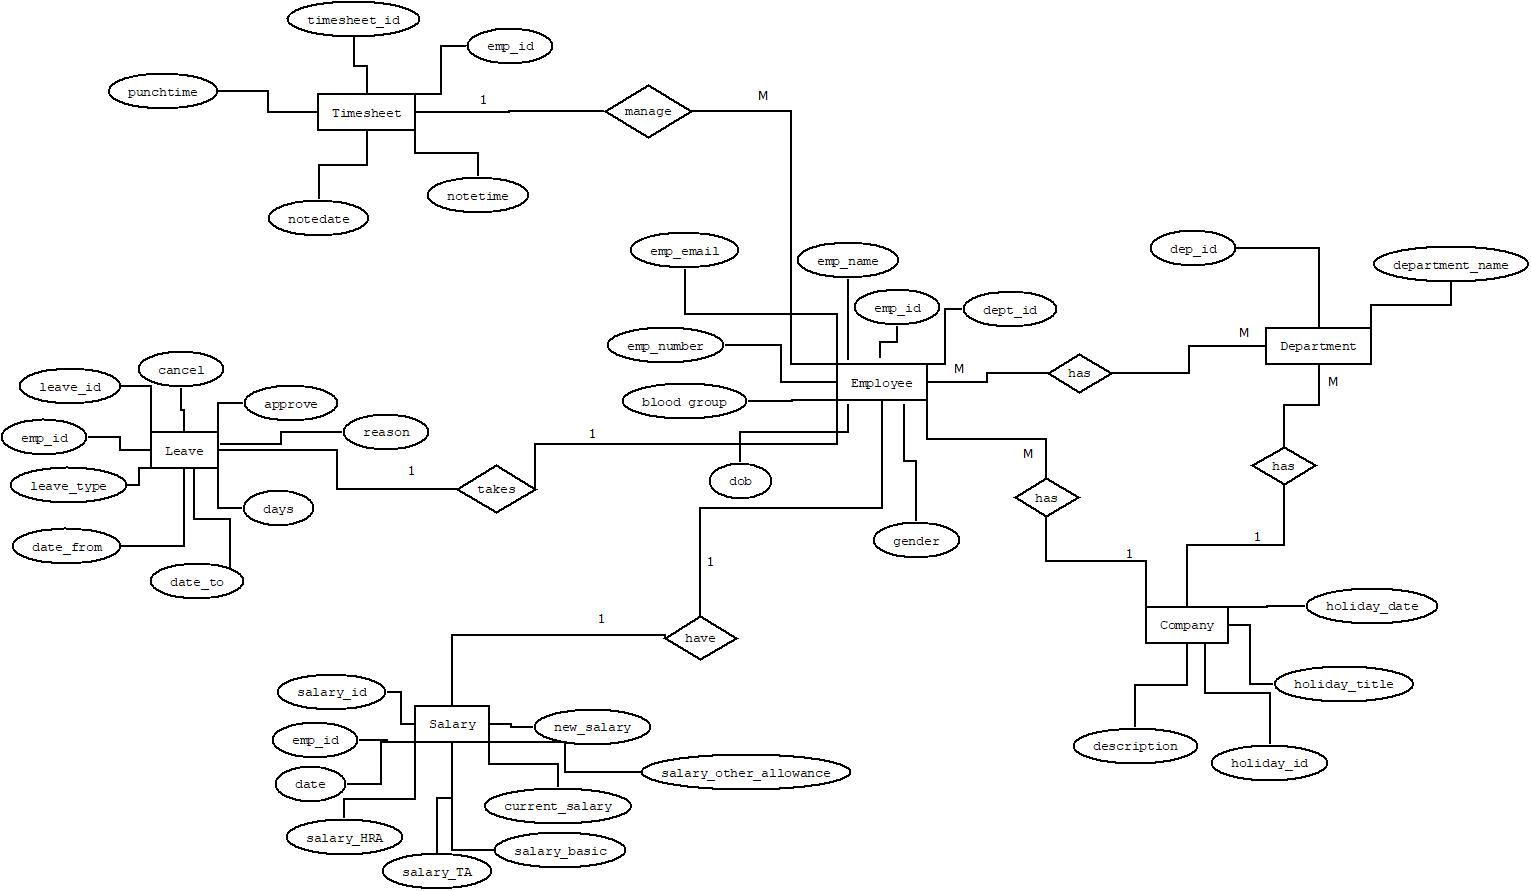 timesheet_id
emp_id
punchtime
Timesheet
1
manage
M
notetime
notedate
emp_email
emp_name
emp_id
dept_id
emp_number
blood group
Employee
dob
gender
dep_id
department_name
M
has
M
Department
M
has
1
M
has
1
Company
holiday_date
holiday_title
description
holiday_id
cancel
leave_id
approve
emp_id
reason
Leave
leave_type
days
date_from
date_to
1
takes
1
1
have
1
salary_id
Salary
new_salary
emp_id
date
salary_other_allowance
current_salary
salary_HRA
salary_basic
salary_TA